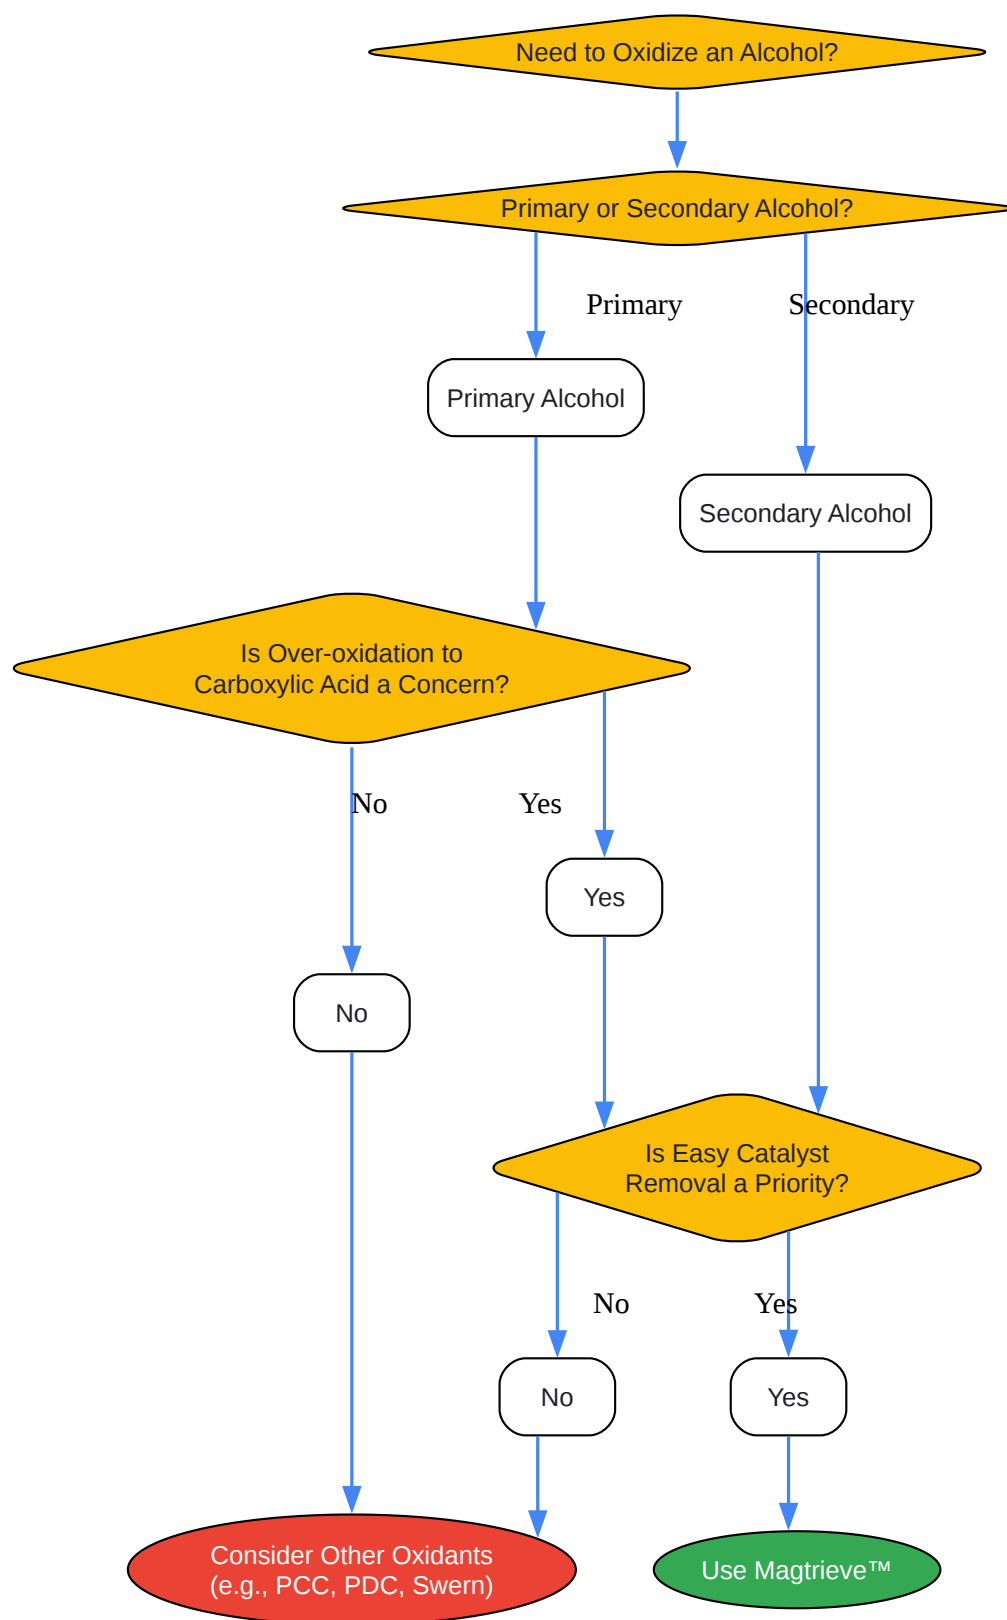 Need to Oxidize an Alcohol?
Primary or Secondary Alcohol?
Primary
Secondary
Primary Alcohol
Secondary Alcohol
Is Over-oxidation to
Carboxylic Acid a Concern?
No
Yes
Yes
No
Is Easy Catalyst
Removal a Priority?
No
Yes
No
Yes
Consider Other Oxidants
(e.g., PCC, PDC, Swern)
Use Magtrieve™